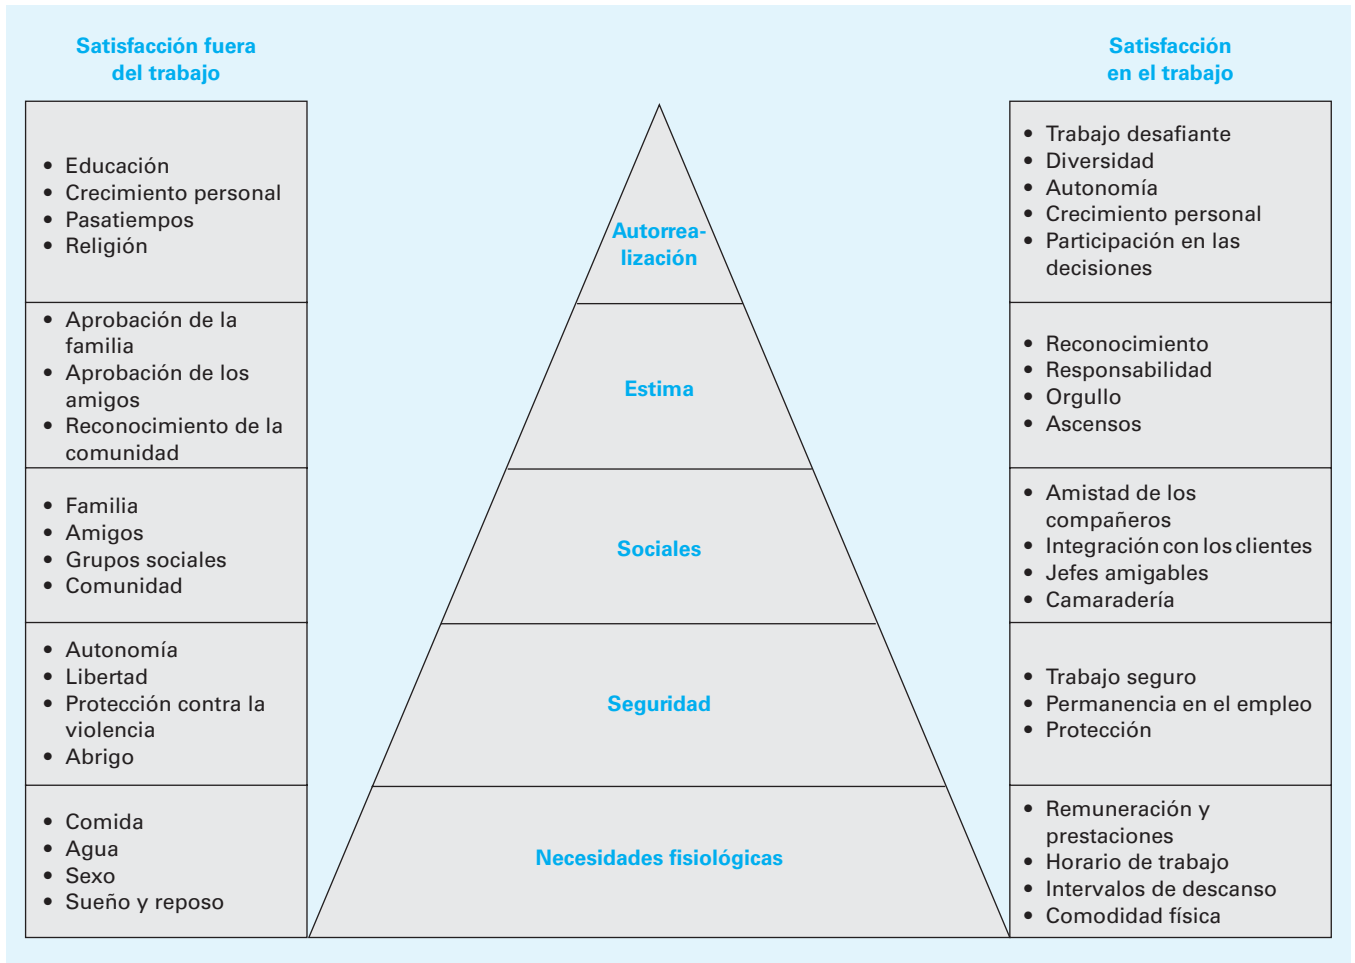 Satisfacción fuera
del trabajo
Satisfacción
en el trabajo
• Educación
• Crecimiento personal
• Pasatiempos
• Religión
Autorrea-
lización
• Trabajo desafiante
• Diversidad
• Autonomía
• Crecimiento personal
• Participación en las
decisiones
• Aprobación de la
familia
• Aprobación de los
amigos
• Reconocimiento de la
comunidad
Estima
• Reconocimiento
• Responsabilidad
• Orgullo
• Ascensos
• Familia
• Amigos
• Grupos sociales
• Comunidad
Sociales
• Amistad de los
compañeros
• Integración con los clientes
• Jefes amigables
• Camaradería
• Autonomía
• Libertad
• Protección contra la
violencia
• Abrigo
Seguridad
• Trabajo seguro
• Permanencia en el empleo
• Protección
• Comida
• Agua
• Sexo
• Sueño y reposo
Necesidades fisiológicas
• Remuneración y
prestaciones
• Horario de trabajo
• Intervalos de descanso
• Comodidad física